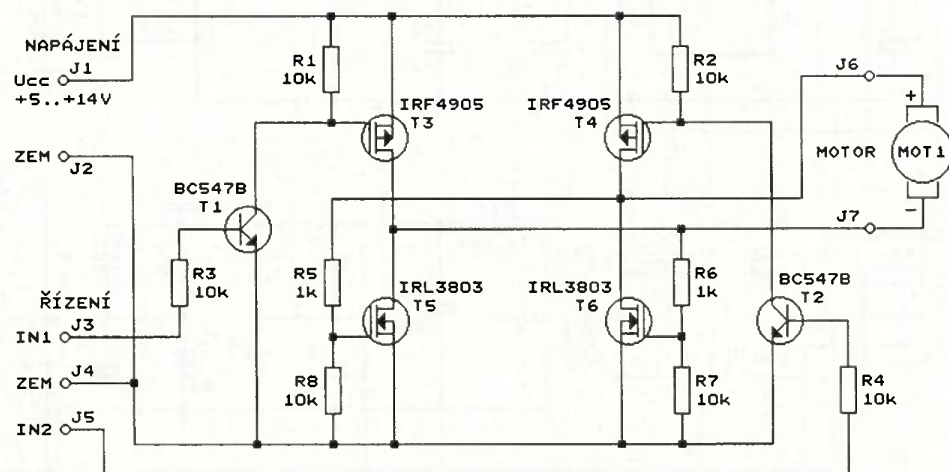 NAPÁJENÍ
Ucc J1
+5..+14V
ZEM J2
R1
10k
R2
10k
IRF4905
T3
IRF4905
T4
J6
+
MOTOR MOT1
-
J7
BC547B
T1
R3
10k
ŘÍZENÍ
J3
IN1
J4
ZEM
J5
IN2
R5
1k
IRL3803
T5
IRL3803
T6
R6
1k
BC547B
T2
R8
10k
R7
10k
R4
10k